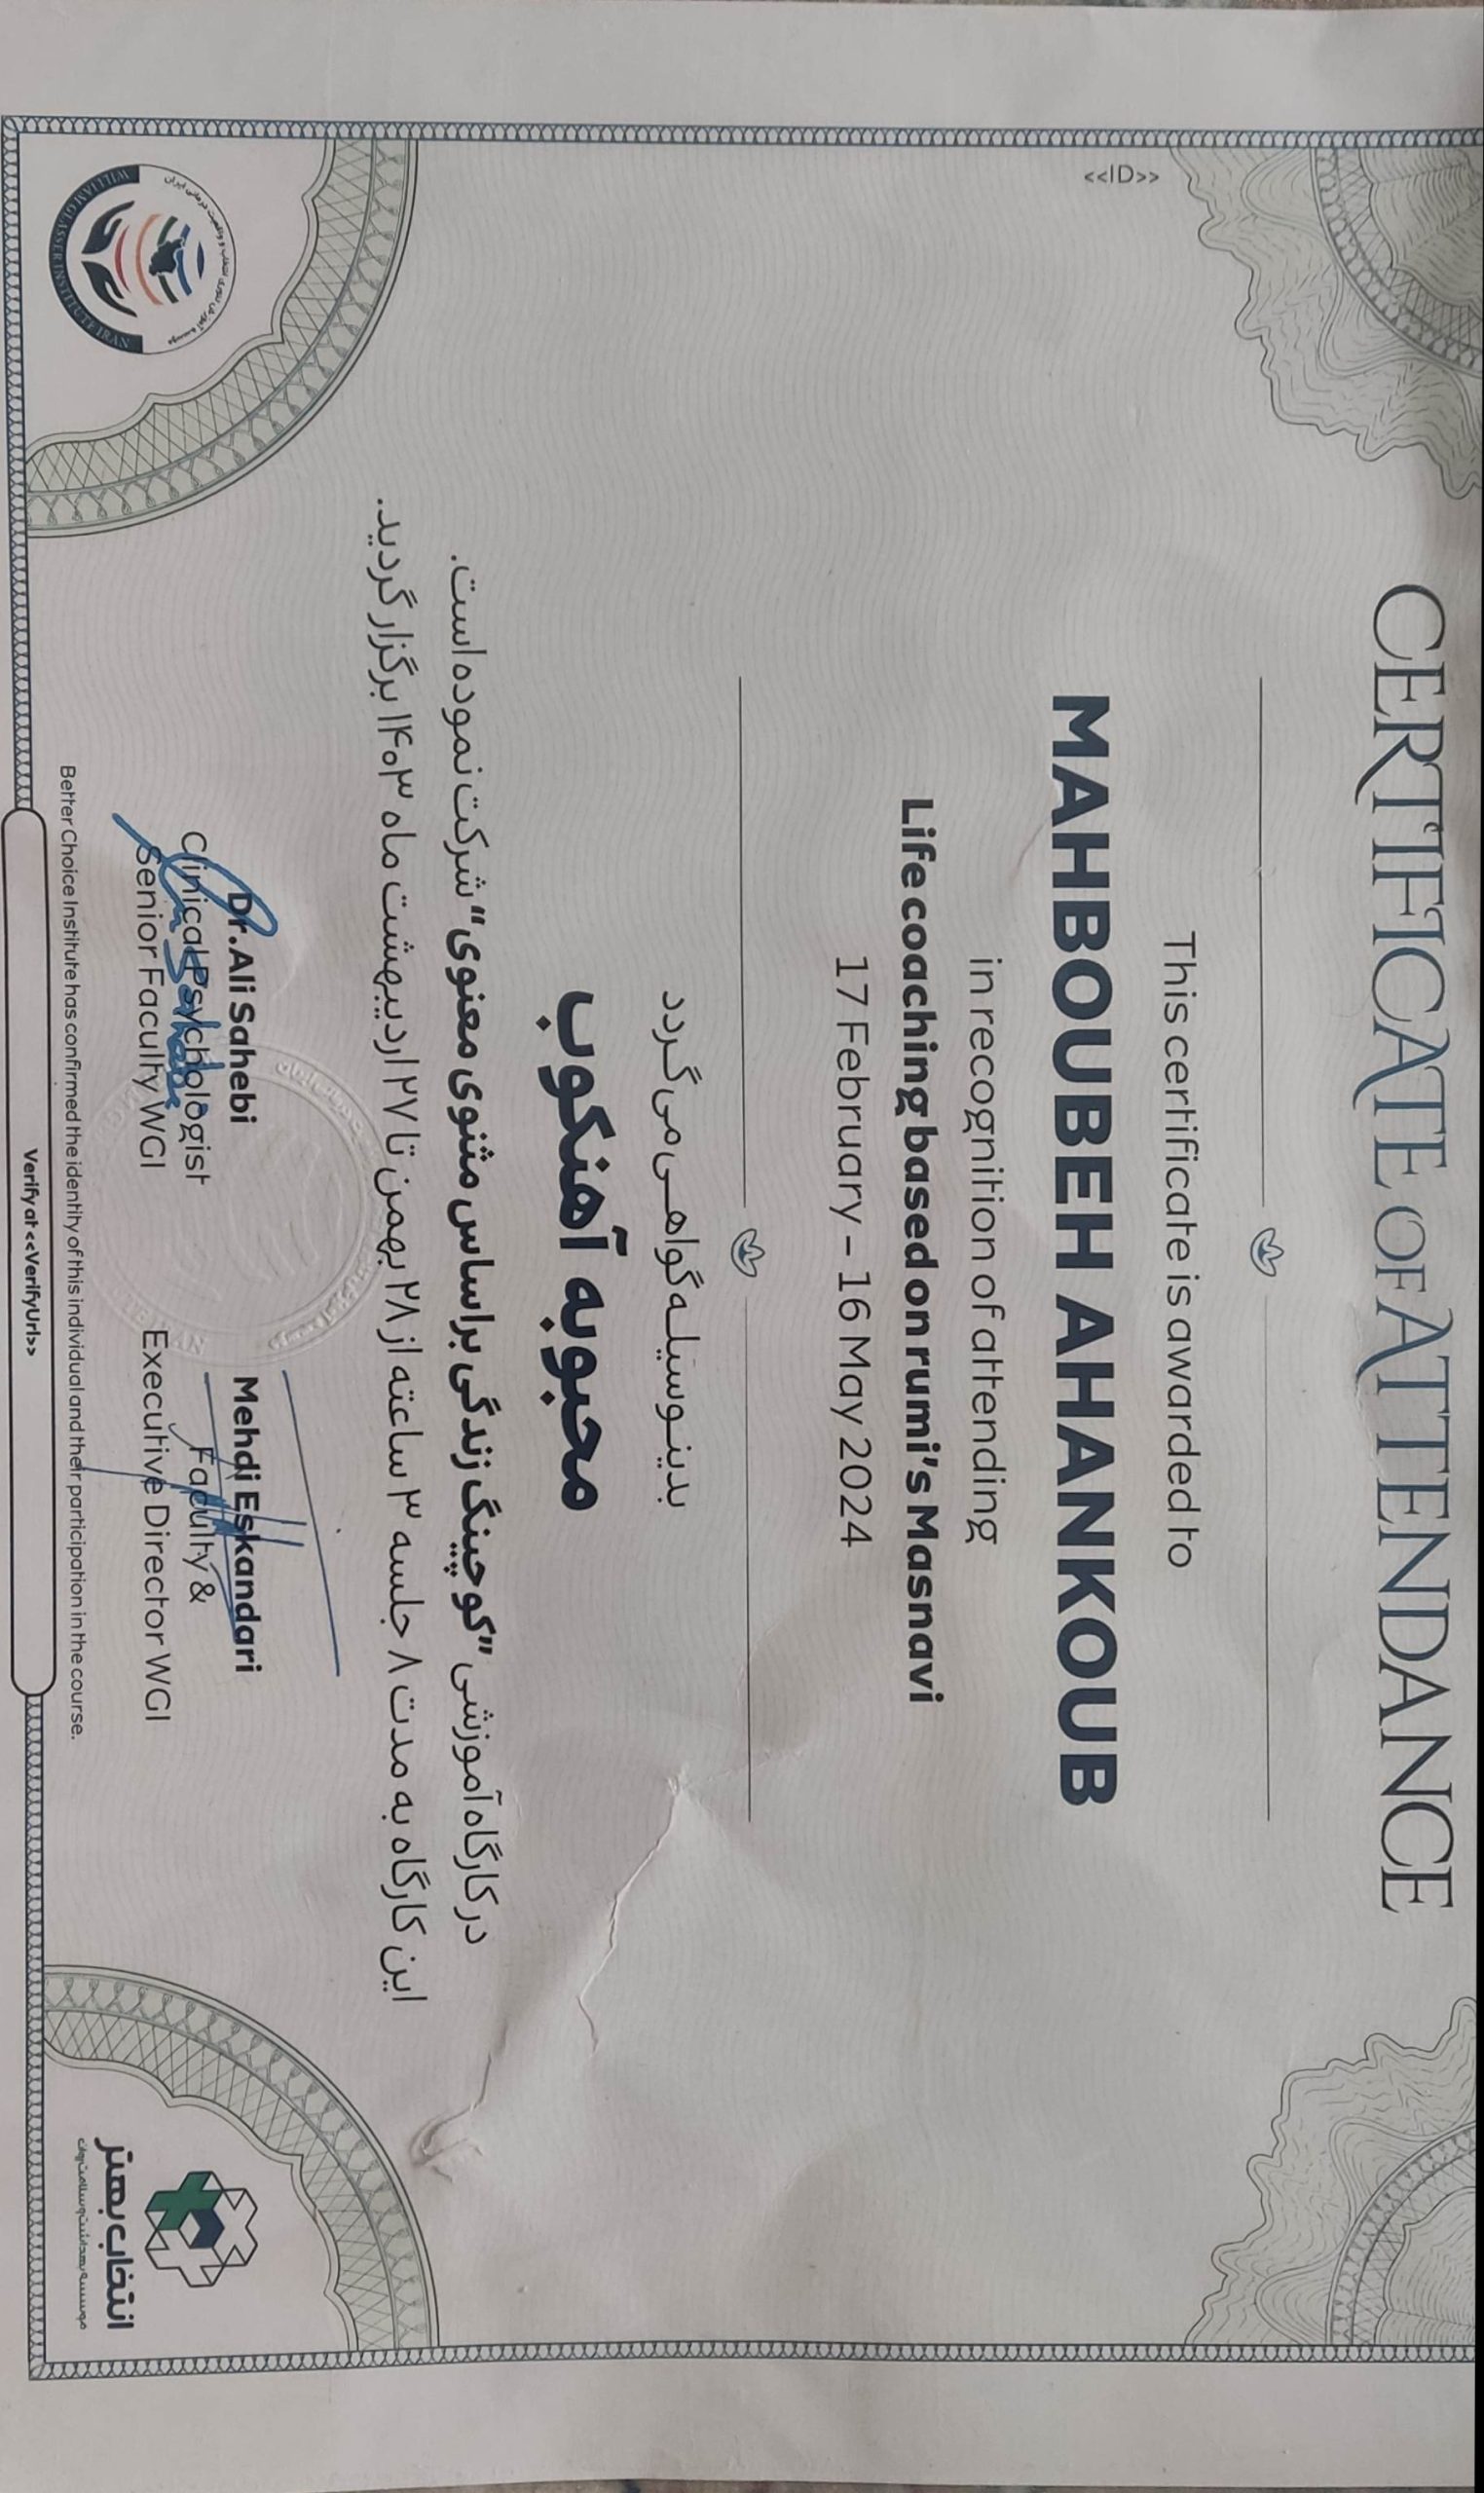 CERTIFICATE OF ATTENDANCE
<<ID>>
This certificate is awarded to
MAHBOUBEH AHANKOUB
in recognition of attending
Life coaching based on rumi's Masnavi
17 February – 16 May 2024
بدینوسیله گواهی می گردد
محبوبه آهنکوب
در کارگاه آموزشی "کوچینگ زندگی براساس مثنوی معنوی" شرکت نموده است.
این کارگاه به مدت ۸ جلسه ۳ ساعته از ۲۸ بهمن تا ۲۷ اردیبهشت ماه ۱۴۰۳ برگزار گردید.
Dr. Ali Sahebi
Clinical Psychologist
Senior Faculty WGI
Mehdi Eskandari
Faculty &
Executive Director WGI
WILLIAM GLASSER INSTITUTE IRAN
انتخاب بهتر
Better Choice Institute has confirmed the identity of this individual and their participation in the course.
Verify at <<VerifyUrl>>